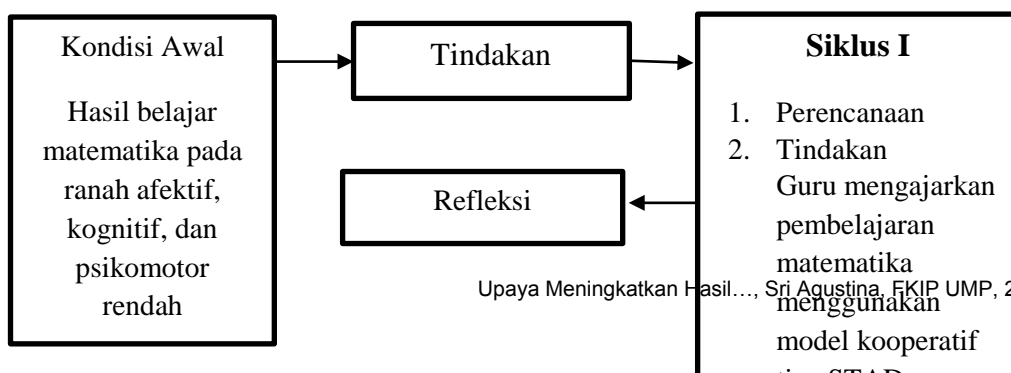 Kondisi Awal
Hasil belajar
matematika pada
ranah afektif,
kognitif, dan
psikomotor
rendah
Tindakan
Refleksi
Siklus I
1. Perencanaan
2. Tindakan
Guru mengajarkan
pembelajaran
matematika
menggunakan
model kooperatif
Upaya Meningkatkan Hasil..., Sri Agustina, FKIP UMP, 2